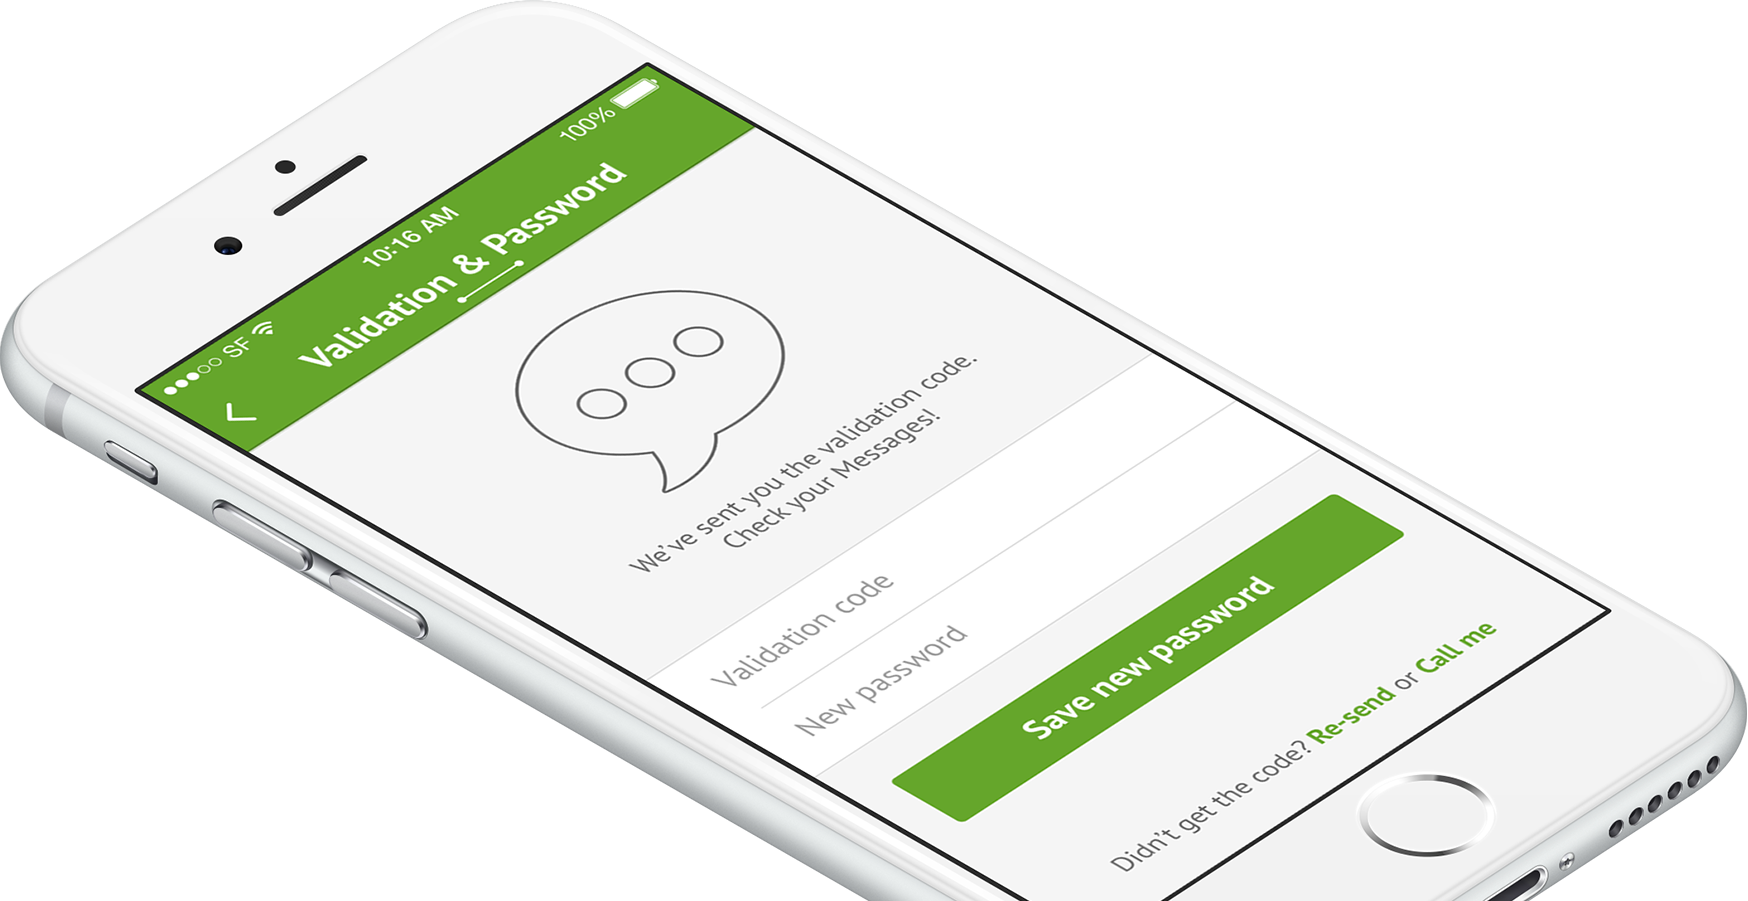 SF 10:16 AM 100%
Validation & Password
We've sent you the validation code.
Check your Messages!
Validation code
New password
Save new password
Didn't get the code? Re-send or Call me